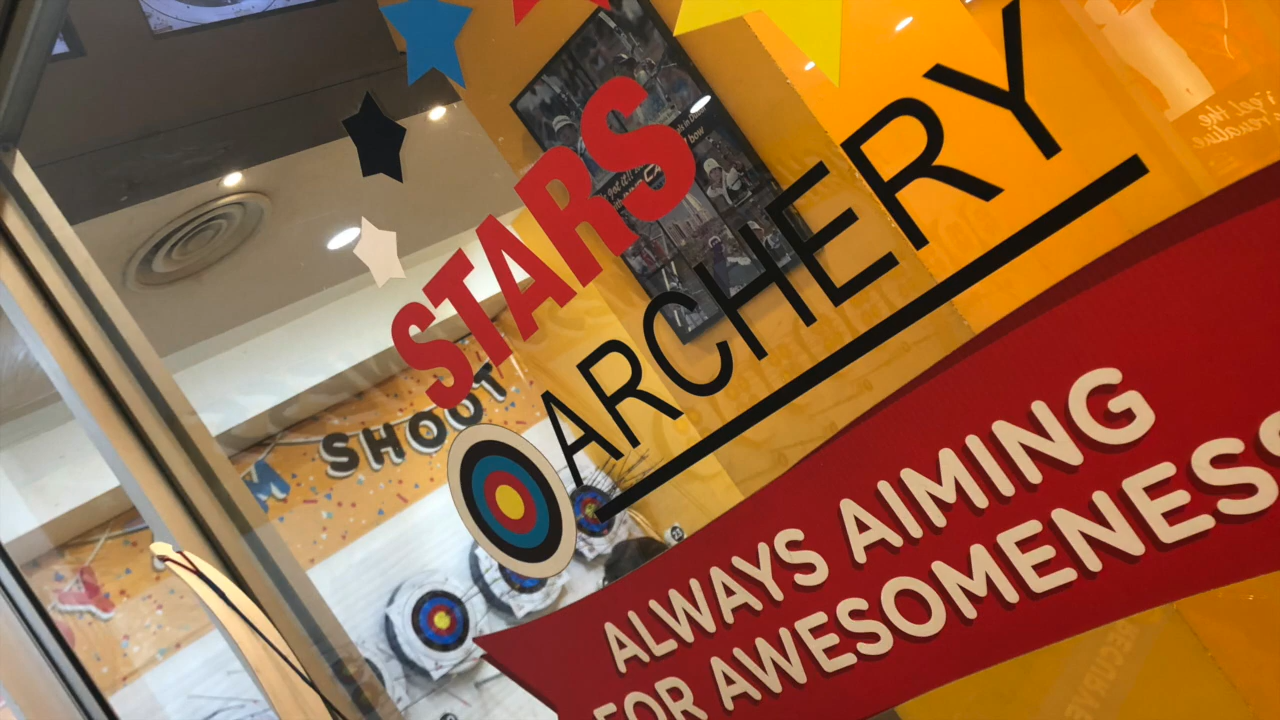 STARS
ARCHERY
SHOOT
ALWAYS AIMING
FOR AWESOMENESS